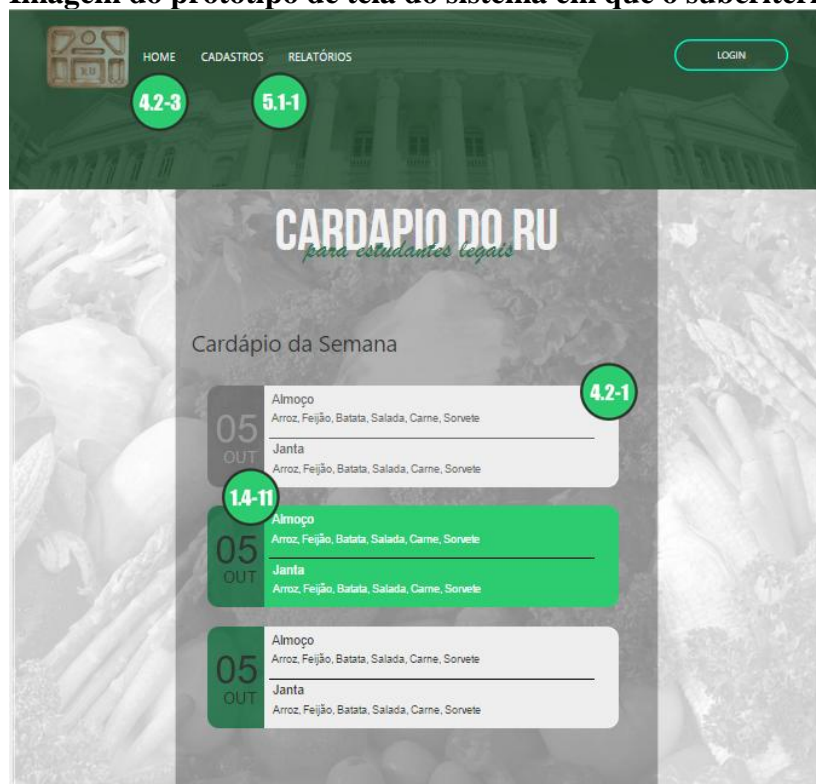 Imagem do protótipo de tela do sistema em que o subcritéri
RU
HOME CADASTROS RELATÓRIOS LOGIN
4.2-3 5.1-1
CARDAPIO DO RU
para estudantes legais
Cardápio da Semana
4.2-1
05
OUT
Almoço
Arroz, Feijão, Batata, Salada, Carne, Sorvete
Janta
Arroz, Feijão, Batata, Salada, Carne, Sorvete
1.4-11
05
OUT
Almoço
Arroz, Feijão, Batata, Salada, Carne, Sorvete
Janta
Arroz, Feijão, Batata, Salada, Carne, Sorvete
05
OUT
Almoço
Arroz, Feijão, Batata, Salada, Carne, Sorvete
Janta
Arroz, Feijão, Batata, Salada, Carne, Sorvete